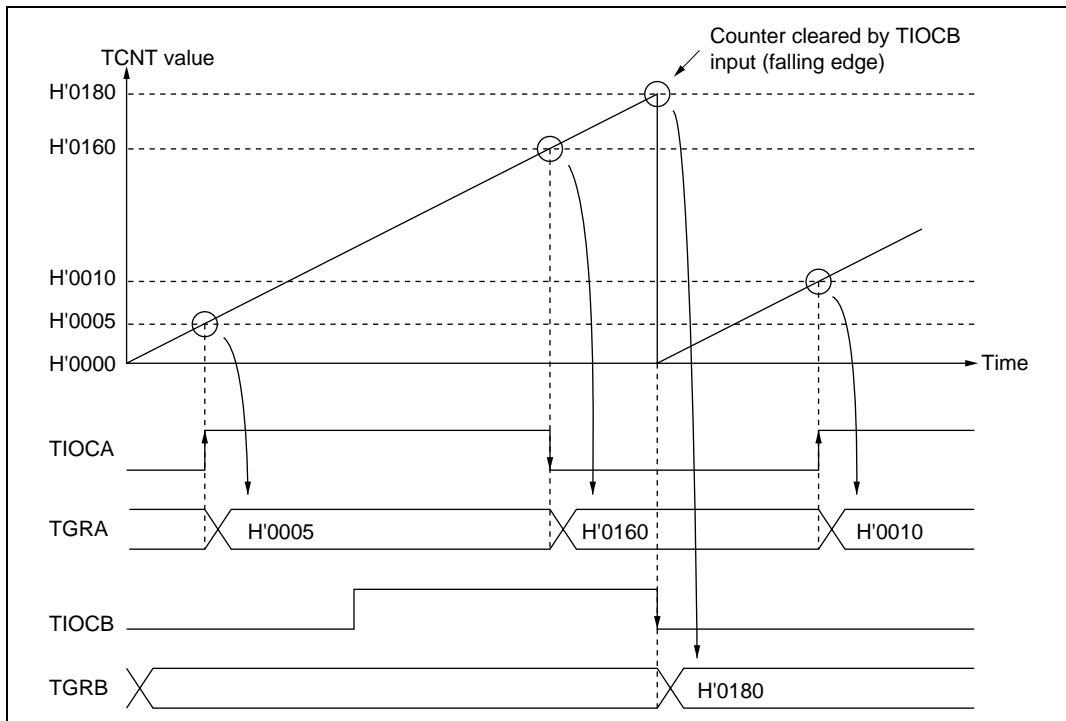 Counter cleared by TIOCB
input (falling edge)
TCNT value
H'0180
H'0160
H'0010
H'0005
H'0000
Time
TIOCA
TGRA
H'0005
H'0160
H'0010
TIOCB
TGRB
H'0180